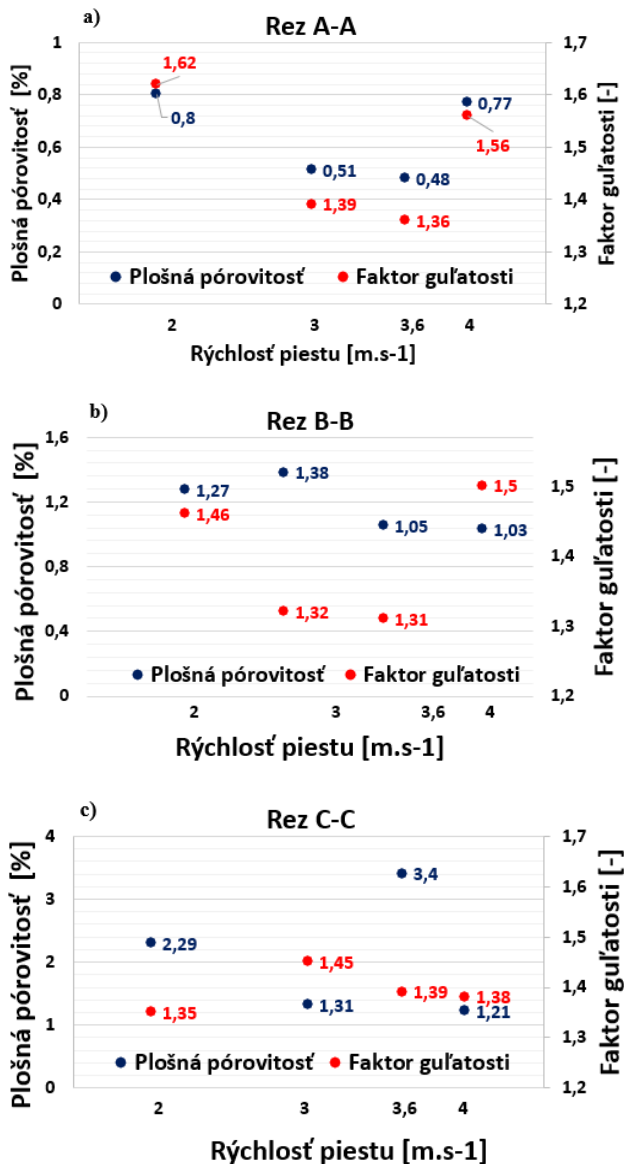 a)
Rez A-A
Plošná pórovitosť [%]
Faktor guľatosti [-]
1
0,8
0,6
0,4
0,2
0
1,7
1,6
1,5
1,4
1,3
1,2
1,62
0,8
0,51
1,39
0,48
1,36
0,77
1,56
Plošná pórovitosť Faktor guľatosti
2 3 3,6 4
Rýchlosť piestu [m.s-1]
b)
Rez B-B
Plošná pórovitosť [%]
Faktor guľatosti [-]
1,6
1,2
0,8
0,4
0
1,5
1,4
1,3
1,2
1,27
1,46
1,38
1,32
1,05
1,31
1,5
1,03
Plošná pórovitosť Faktor guľatosti
2 3 3,6 4
Rýchlosť piestu [m.s-1]
c)
Rez C-C
Plošná pórovitosť [%]
Faktor guľatosti [-]
4
3
2
1
0
1,7
1,6
1,5
1,4
1,3
1,2
2,29
1,35
1,45
1,31
3,4
1,39
1,38
1,21
Plošná pórovitosť Faktor guľatosti
2 3 3,6 4
Rýchlosť piestu [m.s-1]